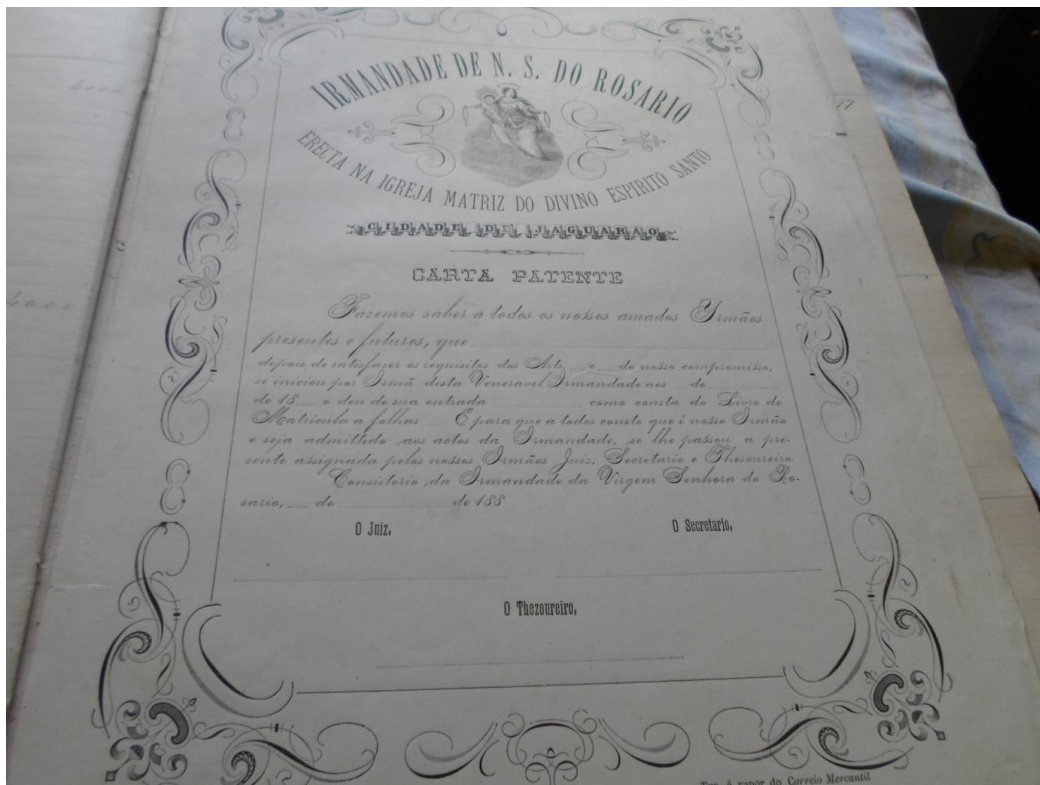 IRMANDADE DE N. S. DO ROSARIO
ERECTA NA IGREJA MATRIZ DO DIVINO ESPIRITO SANTO
CIDADE DE JAGUARÃO
CARTA PATENTE
Fazemos saber á todos os nossos amados Irmãos
presentes e futuros, que
depois de satisfazer os requisitos dos Arts. e do nosso compromisso,
se iniciou por Irmã desta Veneravel Irmandade aos de
de 18 e deu de sua entrada como consta do Livro de
Matricula a folhas E para que a todos conste que é nosso Irmão
e seja admittido aos actos da Irmandade, se lhe passou a pre-
sente assignada pelos nossos Irmãos Juiz, Secretario e Thesoureiro.
Consistorio da Irmandade da Virgem Senhora do Ro-
sario, de de 188
O Juiz,
O Secretario,
O Thezoureiro,
á vapor do Correio Mercantil
77